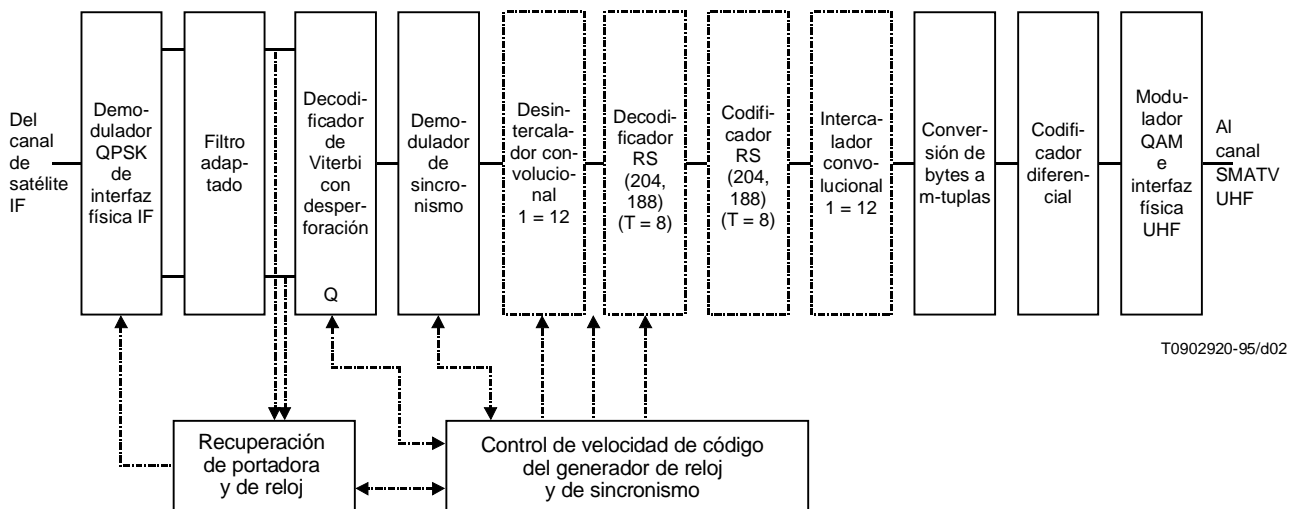 Del
canal
de
satélite
IF
Demo-
dulador
QPSK
de
interfaz
física IF
Filtro
adap-
tado
Decodi-
ficador
de
Viterbi
con
desper-
foración
Q
Demo-
dulador
de
sincro-
nismo
Desin-
tercala-
dor con-
volucio-
nal
1 = 12
Decodi-
ficador
RS
(204,
188)
(T = 8)
Codifi-
cador
RS
(204,
188)
(T = 8)
Interca-
lador
convo-
lucional
1 = 12
Conver-
sión de
bytes a
m-tuplas
Codifi-
cador
diferen-
cial
Modu-
lador
QAM
e
interfaz
física
UHF
Al
canal
SMATV
UHF
T0902920-95/d02
Recuperación
de portadora
y de reloj
Control de velocidad de código
del generador de reloj
y de sincronismo